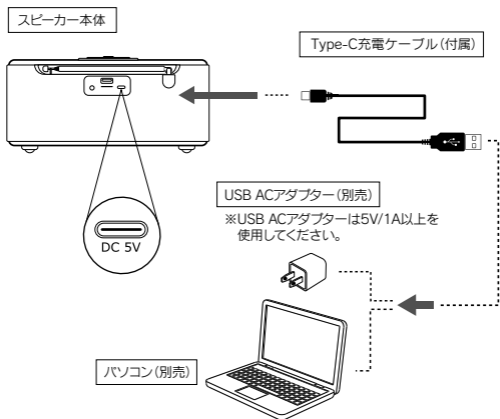 スピーカー本体
Type-C充電ケーブル（付属）
DC 5V
USB ACアダプター（別売）
※USB ACアダプターは5V/1A以上を
使用してください。
パソコン（別売）